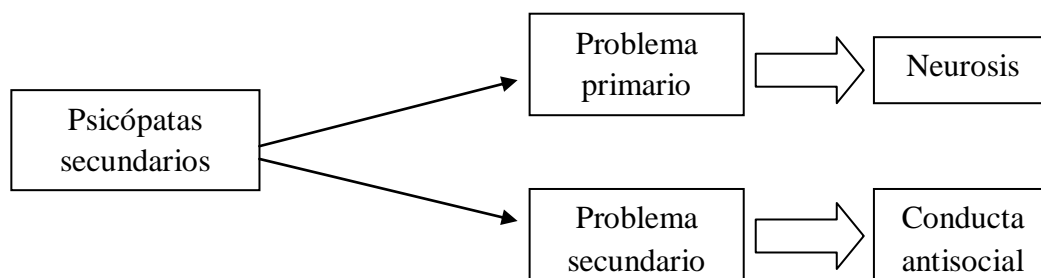 Psicópatas
secundarios
Problema
primario
Neurosis
Problema
secundario
Conducta
antisocial